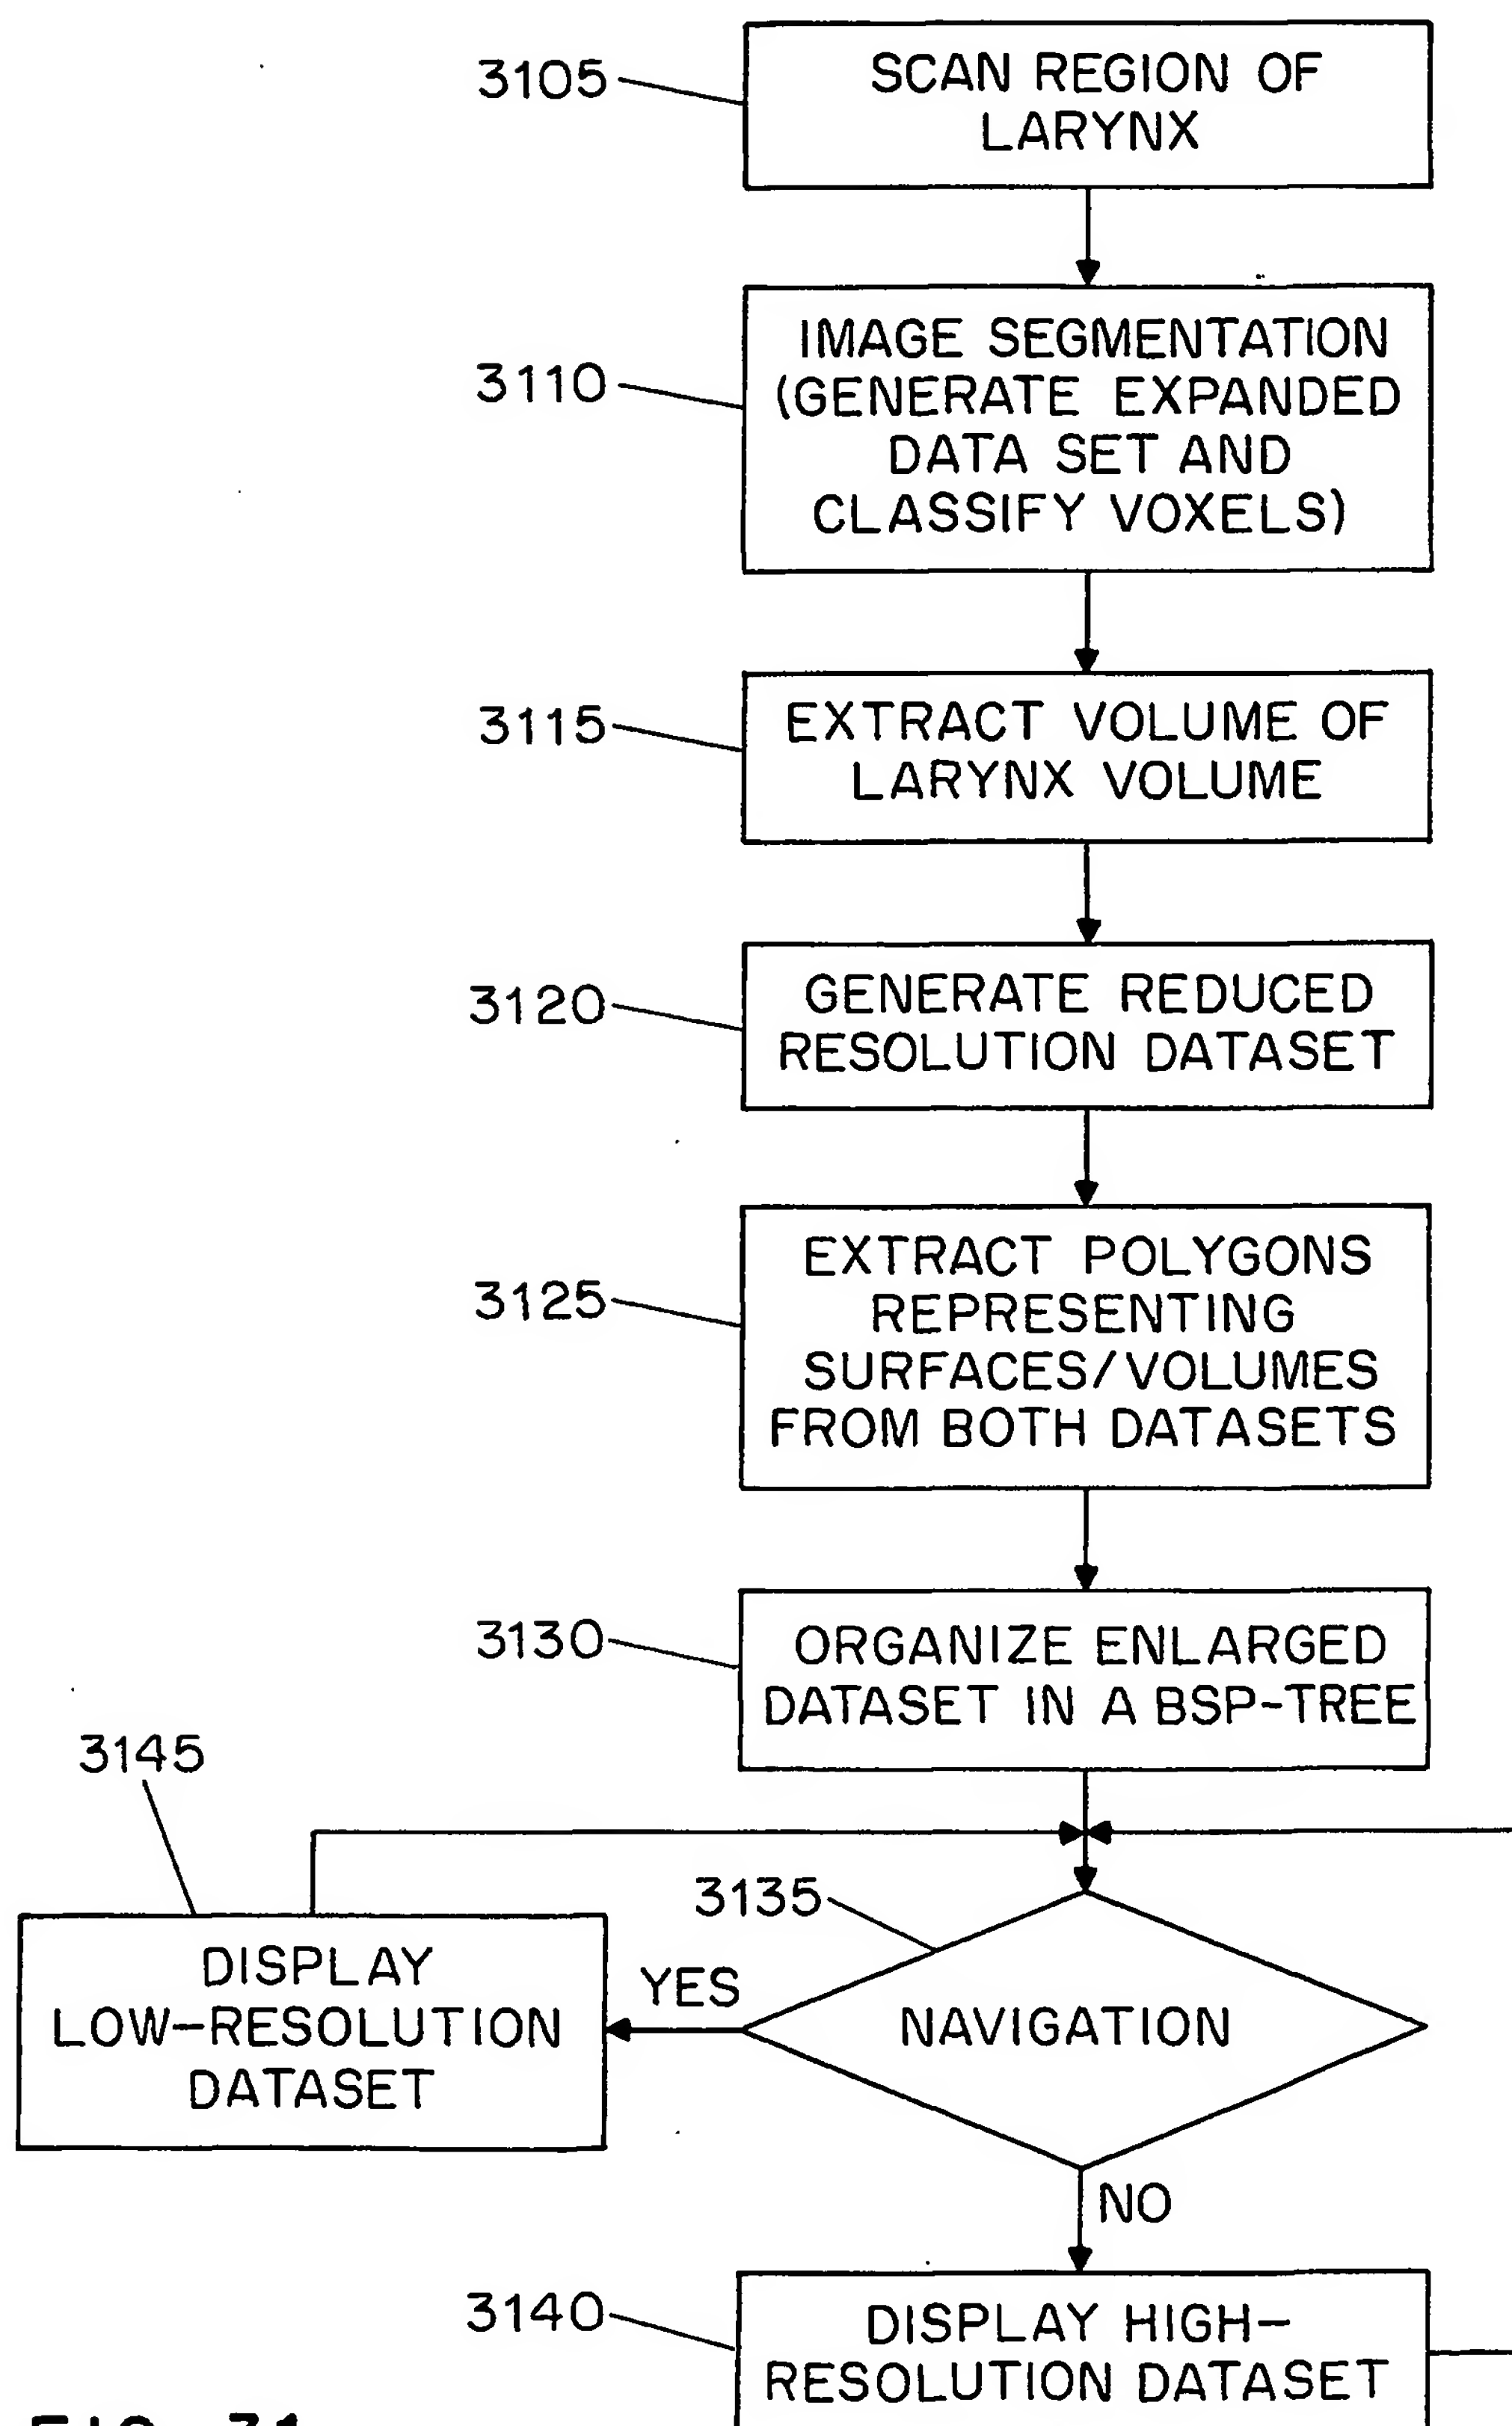 3105
SCAN REGION OF
LARYNX
3110
IMAGE SEGMENTATION
(GENERATE EXPANDED
DATA SET AND
CLASSIFY VOXELS)
3115
EXTRACT VOLUME OF
LARYNX VOLUME
3120
GENERATE REDUCED
RESOLUTION DATASET
3125
EXTRACT POLYGONS
REPRESENTING
SURFACES/VOLUMES
FROM BOTH DATASETS
3130
ORGANIZE ENLARGED
DATASET IN A BSP-TREE
3145
DISPLAY
LOW-RESOLUTION
DATASET
3135
YES
NAVIGATION
NO
3140
DISPLAY HIGH-
RESOLUTION DATASET